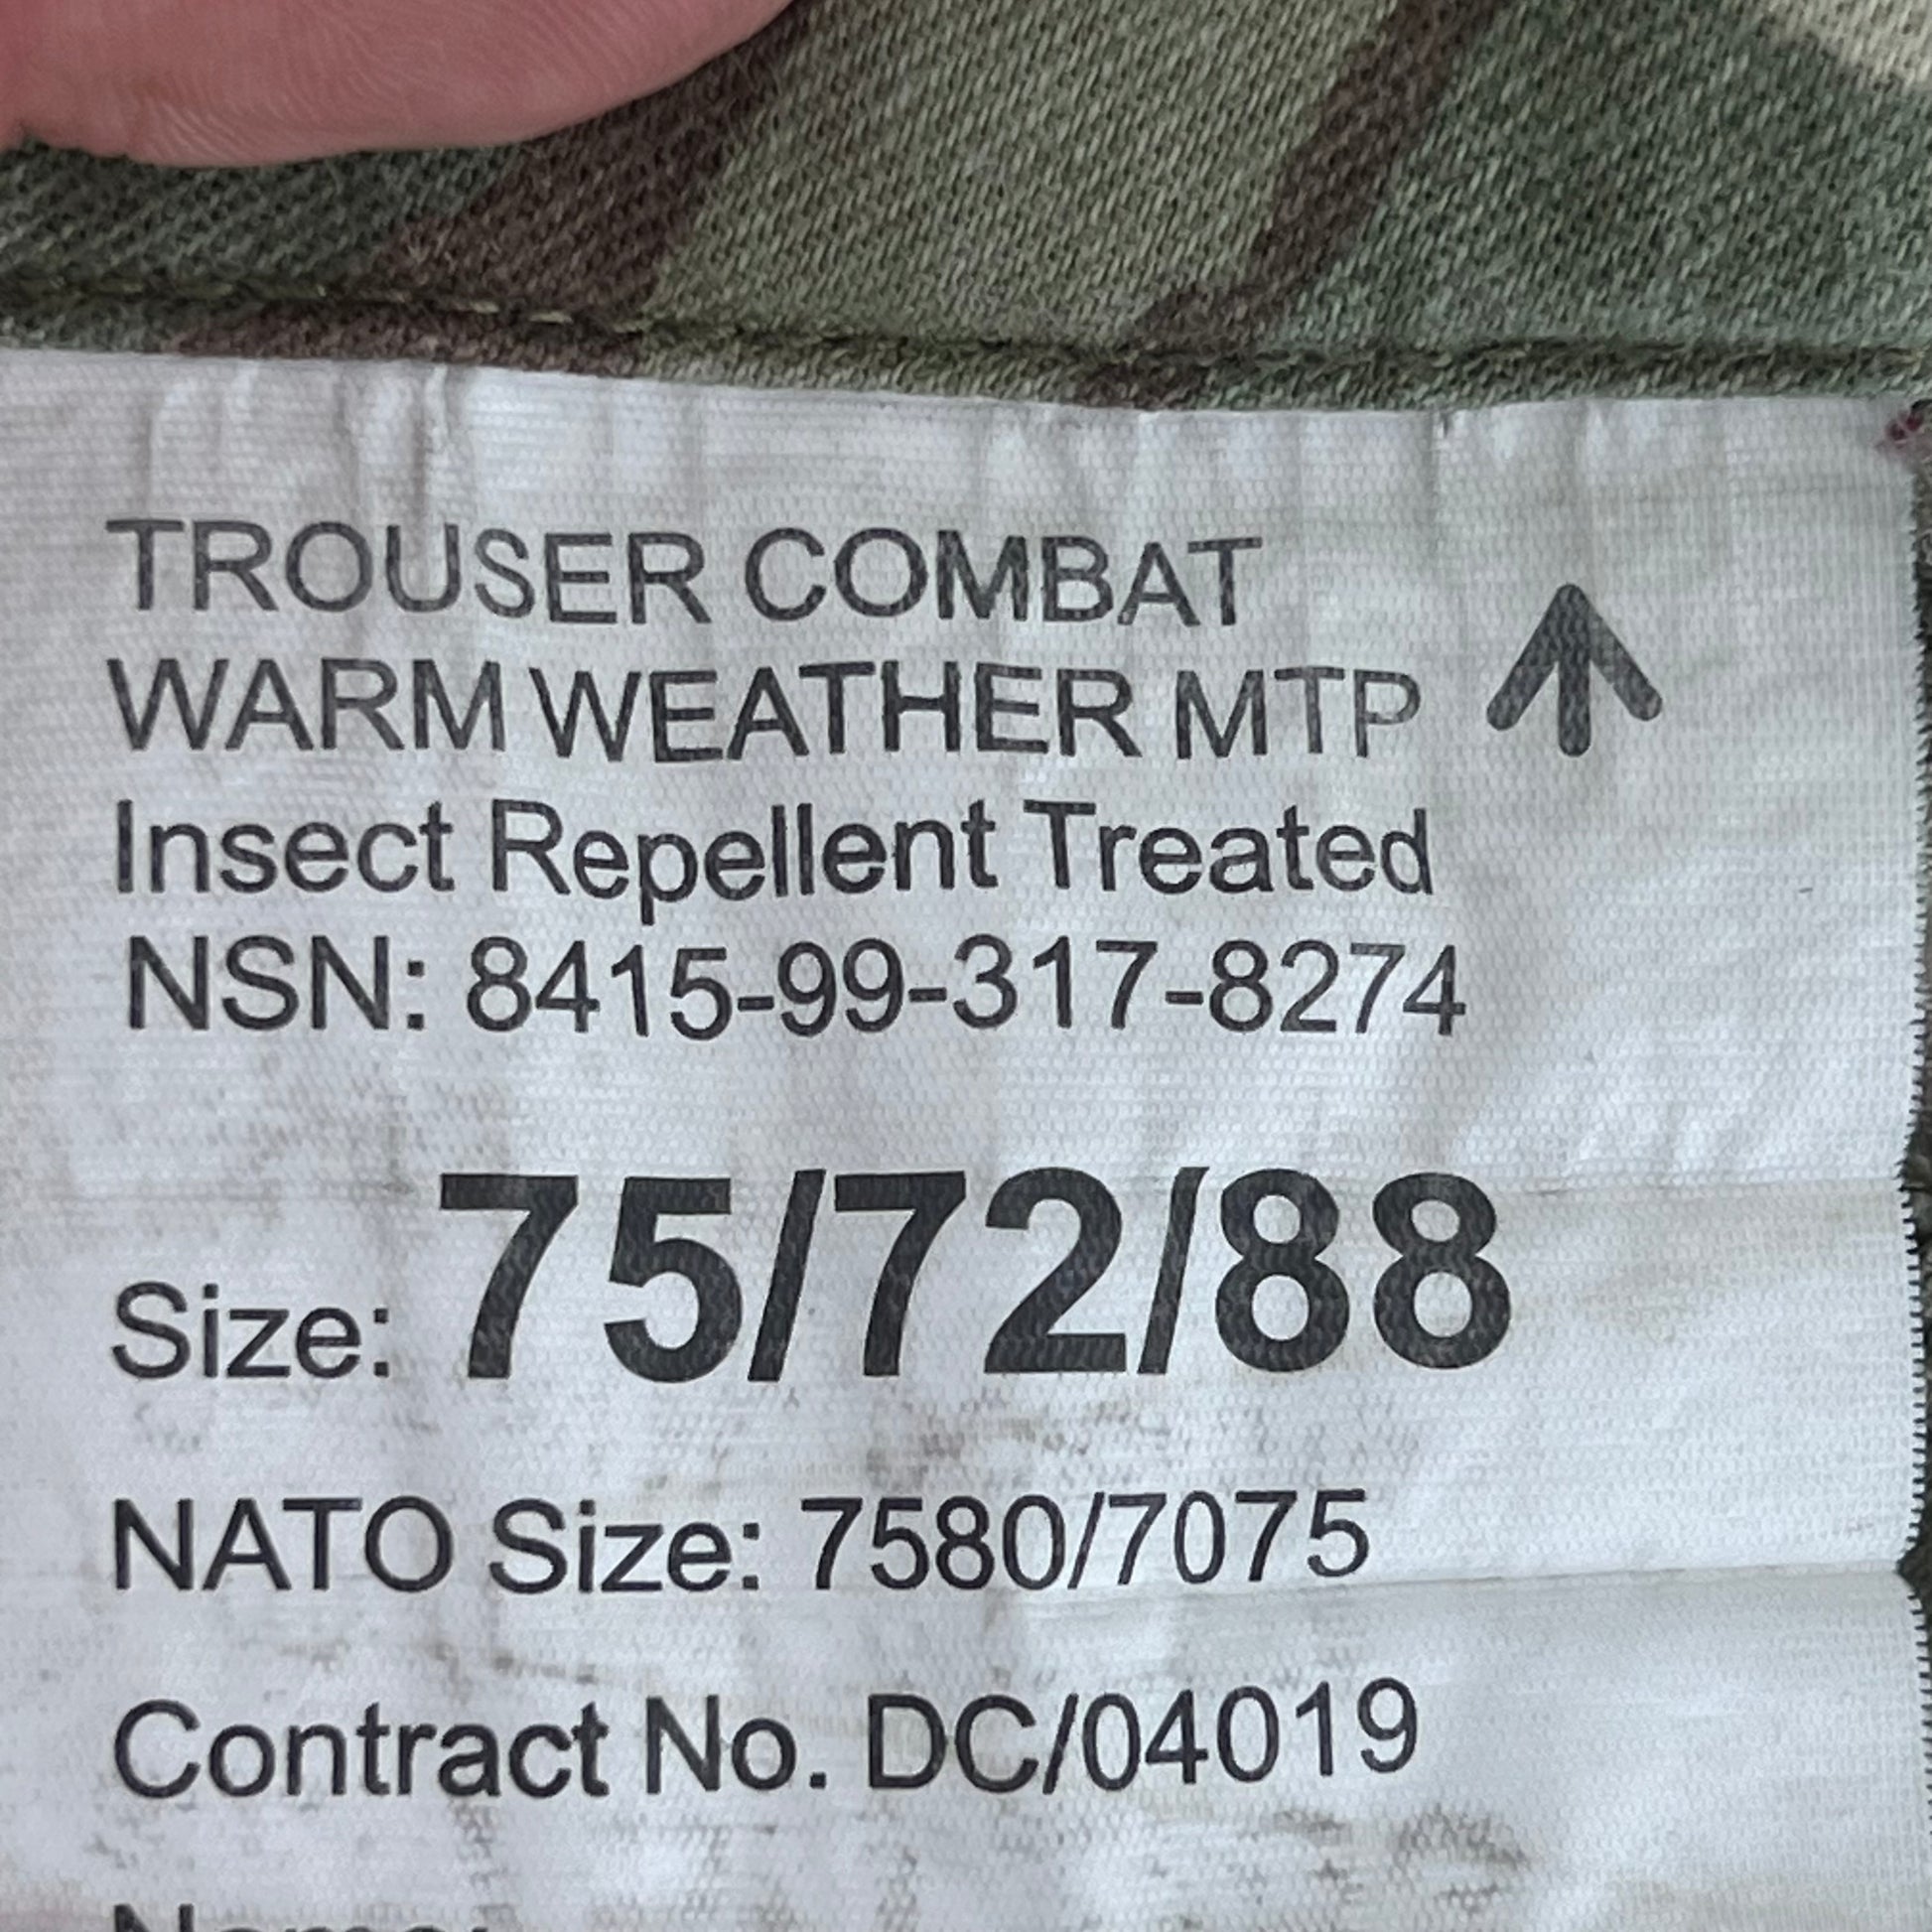 TROUSER COMBAT
WARM WEATHER MTP
Insect Repellent Treated
NSN: 8415-99-317-8274
Size: 75/72/88
NATO Size: 7580/7075
Contract No. DC/04019